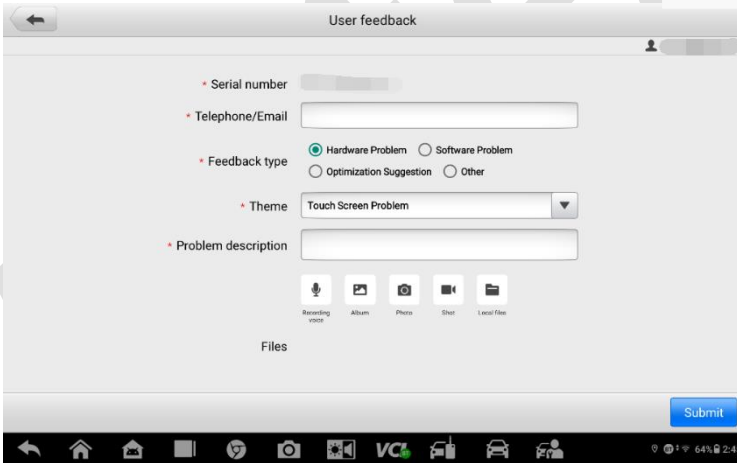 User feedback
* Serial number
* Telephone/Email
* Feedback type
Hardware Problem
Software Problem
Optimization Suggestion
Other
* Theme
Touch Screen Problem
* Problem description
Recording voice
Album
Photo
Shot
Local files
Files
Submit
VCI
64%